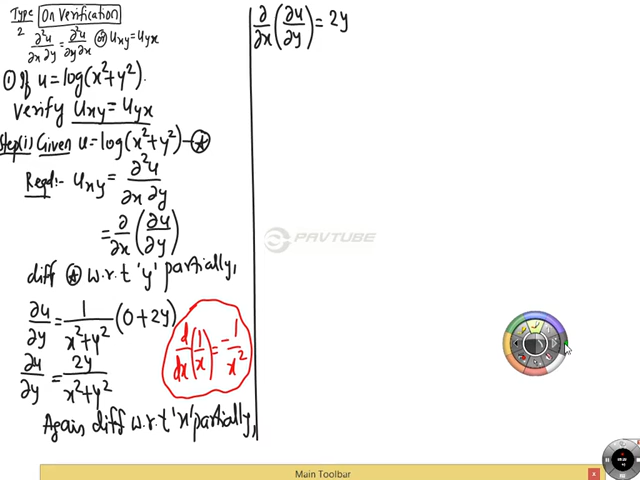 Type On Verification
2 ∂²u/∂x∂y = ∂²u/∂y∂x or uxy = uyx
① If u = log(x²+y²).
Verify uxy = uyx
Step(i) Given u = log(x²+y²) – ✪
Reqd:- uxy = ∂²u/∂x∂y
= ∂/∂x (∂u/∂y)
diff ✪ w.r.t 'y' partially,
∂u/∂y = 1/(x²+y²) (0+2y)
∂u/∂y = 2y/(x²+y²)
d/dx (1/x) = -1/x²
Again diff w.r.t 'x' partially,
∂/∂x (∂u/∂y) = 2y
PAVTUBE
Main Toolbar